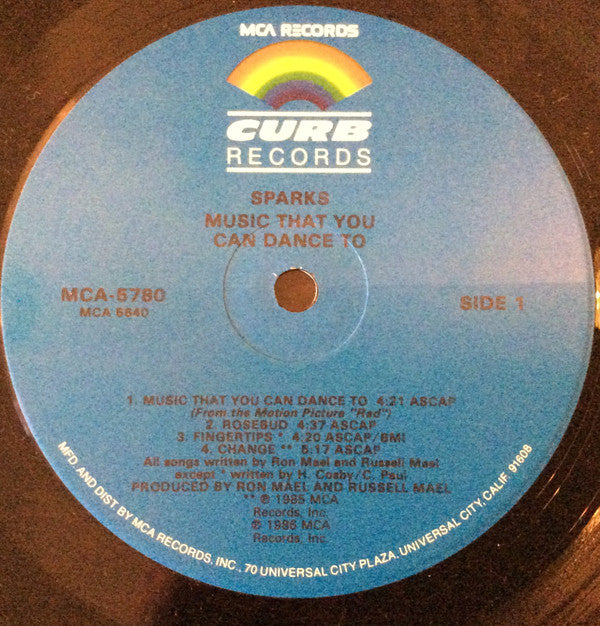 MCA RECORDS
CURB
RECORDS
SPARKS
MUSIC THAT YOU
CAN DANCE TO
MCA-5780
MCA 6640
SIDE 1
1. MUSIC THAT YOU CAN DANCE TO 4:21 ASCAP
(From the Motion Picture "Rad")
2. ROSEBUD 4:37 ASCAP
3. FINGERTIPS * 4:20 ASCAP/BMI
4. CHANGE ** 5:17 ASCAP
All songs written by Ron Mael and Russell Mael
except * written by H. Cosby/C. Paul
PRODUCED BY RON MAEL AND RUSSELL MAEL
** ℗ 1985 MCA
Records, Inc.
℗ 1986 MCA
Records, Inc.
MFD. AND DIST. BY MCA RECORDS, INC., 70 UNIVERSAL CITY PLAZA, UNIVERSAL CITY, CALIF. 91608